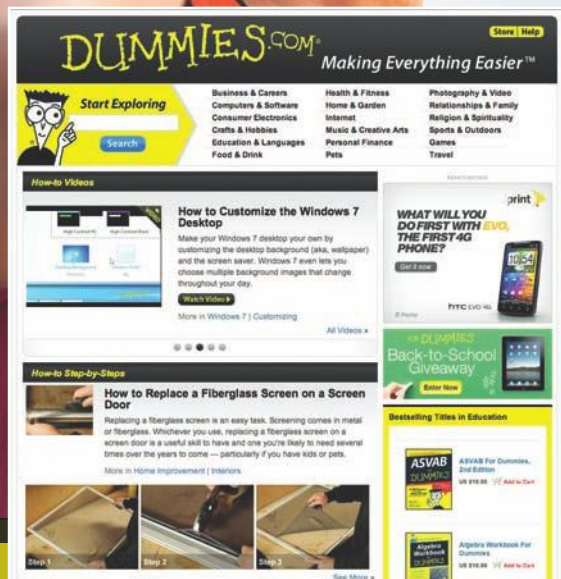 DUMMIES.COM®
Making Everything Easier™
Store | Help
Start Exploring
Search
Business & Careers
Computers & Software
Consumer Electronics
Crafts & Hobbies
Education & Languages
Food & Drink
Health & Fitness
Home & Garden
Internet
Music & Creative Arts
Personal Finance
Pets
Photography & Video
Relationships & Family
Religion & Spirituality
Sports & Outdoors
Games
Travel
How-to Videos
How to Customize the Windows 7
Desktop
Make your Windows 7 desktop your own by
customizing the desktop background (aka, wallpaper)
and the screen saver. Windows 7 even lets you
choose multiple background images that change
throughout your day.
Watch Video
More in Windows 7 | Customizing
All Videos »
Advertisement
print
WHAT WILL YOU
DO FIRST WITH EVO,
THE FIRST 4G
PHONE?
Get it now
10:54
hTC EVO 4G
FOR DUMMIES
Back-to-School
Giveaway
Enter Now
How-to Step-by-Steps
How to Replace a Fiberglass Screen on a Screen
Door
Replacing a fiberglass screen is an easy task. Screening comes in metal
or fiberglass. Whichever you use, replacing a fiberglass screen on a
screen door is a useful skill to have and one you're likely to need several
times over the years to come — particularly if you have kids or pets.
More in Home Improvement | Interiors
Step 1
Step 2
Step 3
See More »
Bestselling Titles in Education
ASVAB
DUMMIES
ASVAB For Dummies,
2nd Edition
Add to Cart
Algebra
Workbook
DUMMIES
Algebra Workbook For
Dummies
Add to Cart